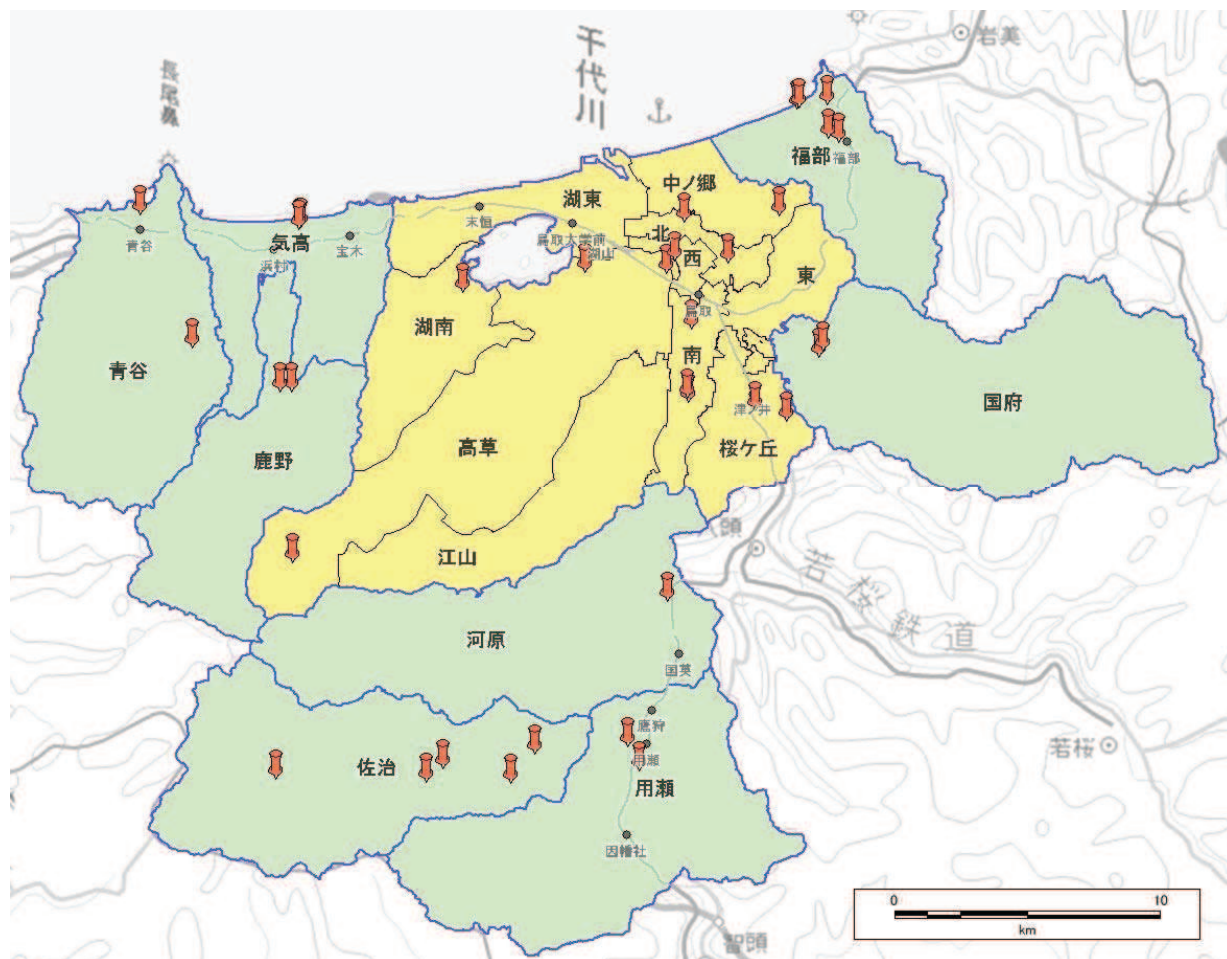 岩美
長尾鼻
千代川
福部
福部
中ノ郷
湖東
末恒
鳥取大学前
湖山
北
西
東
青谷
気高
浜村
宝木
湖南
鳥取
南
青谷
津ノ井
国府
桜ケ丘
高草
鹿野
江山
八頭
若桜鉄道
河原
国英
鷹狩
用瀬
佐治
用瀬
若桜
因幡社
智頭
0 10
km